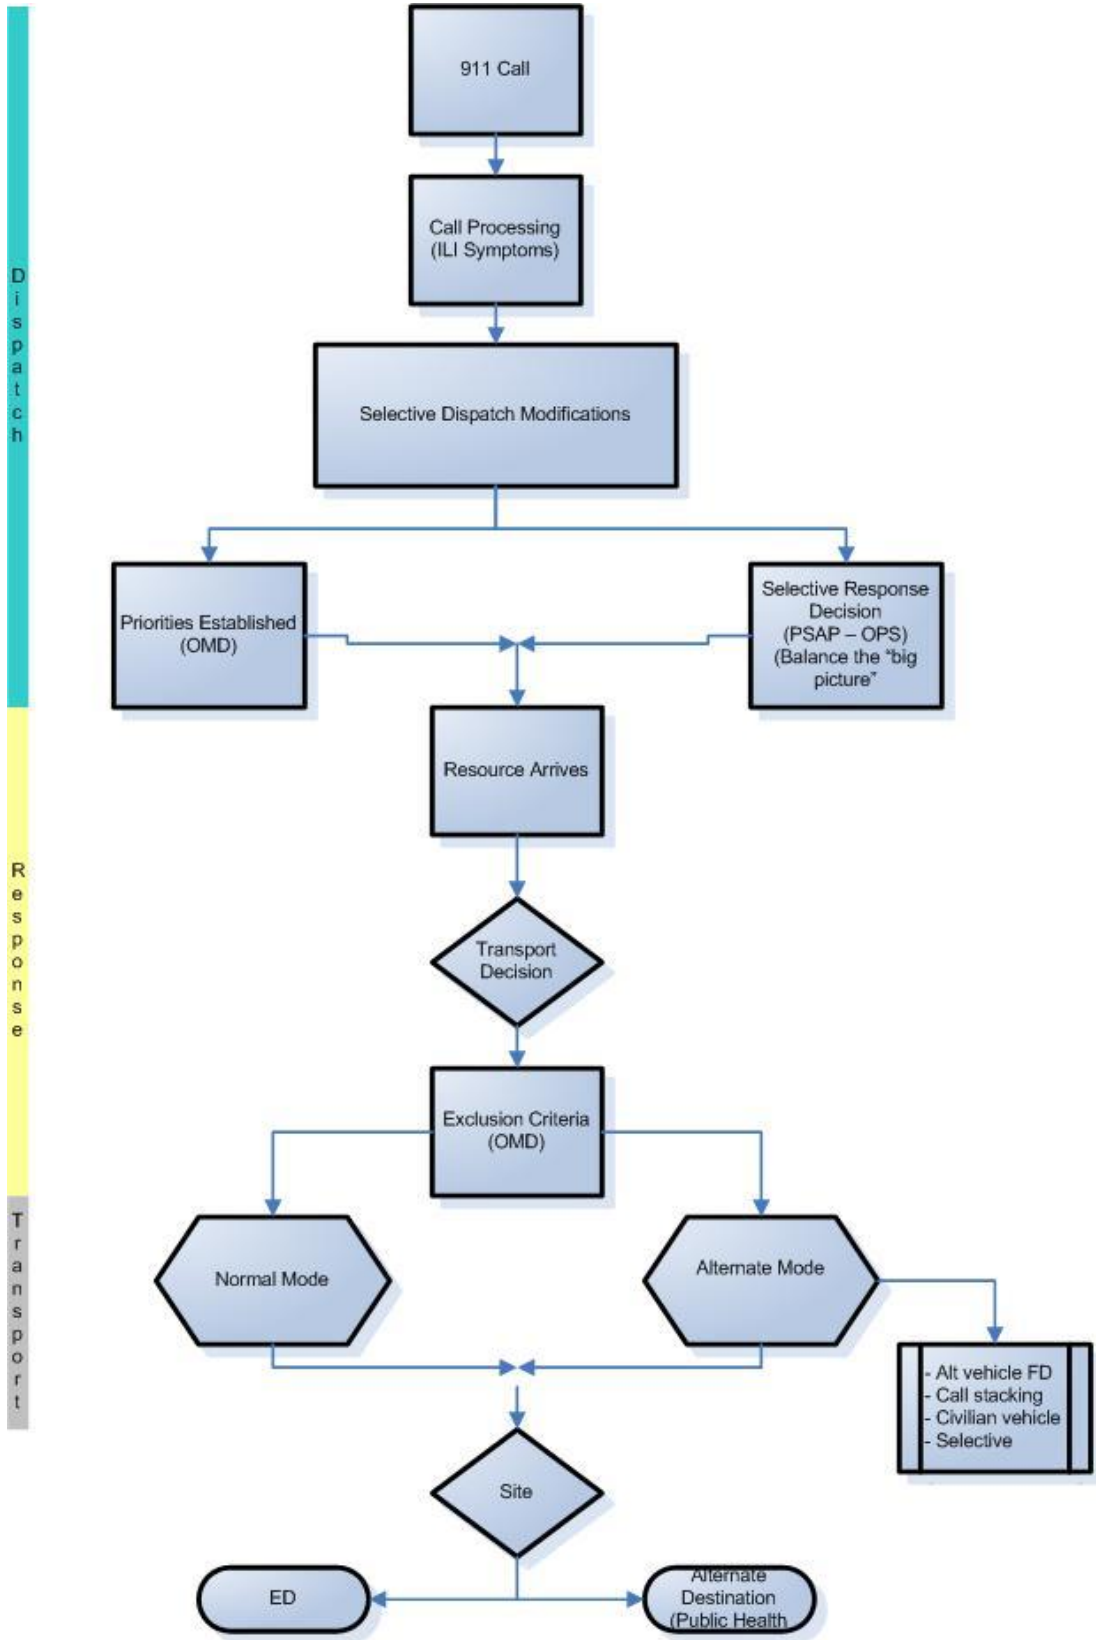 911 Call
Call Processing
(ILI Symptoms)
Dispatch
Selective Dispatch Modifications
Priorities Established
(OMD)
Selective Response
Decision
(PSAP – OPS)
(Balance the "big
picture"
Resource Arrives
Response
Transport
Decision
Exclusion Criteria
(OMD)
Transport
Normal Mode
Alternate Mode
- Alt vehicle FD
- Call stacking
- Civilian vehicle
- Selective
Site
ED
Alternate
Destination
(Public Health